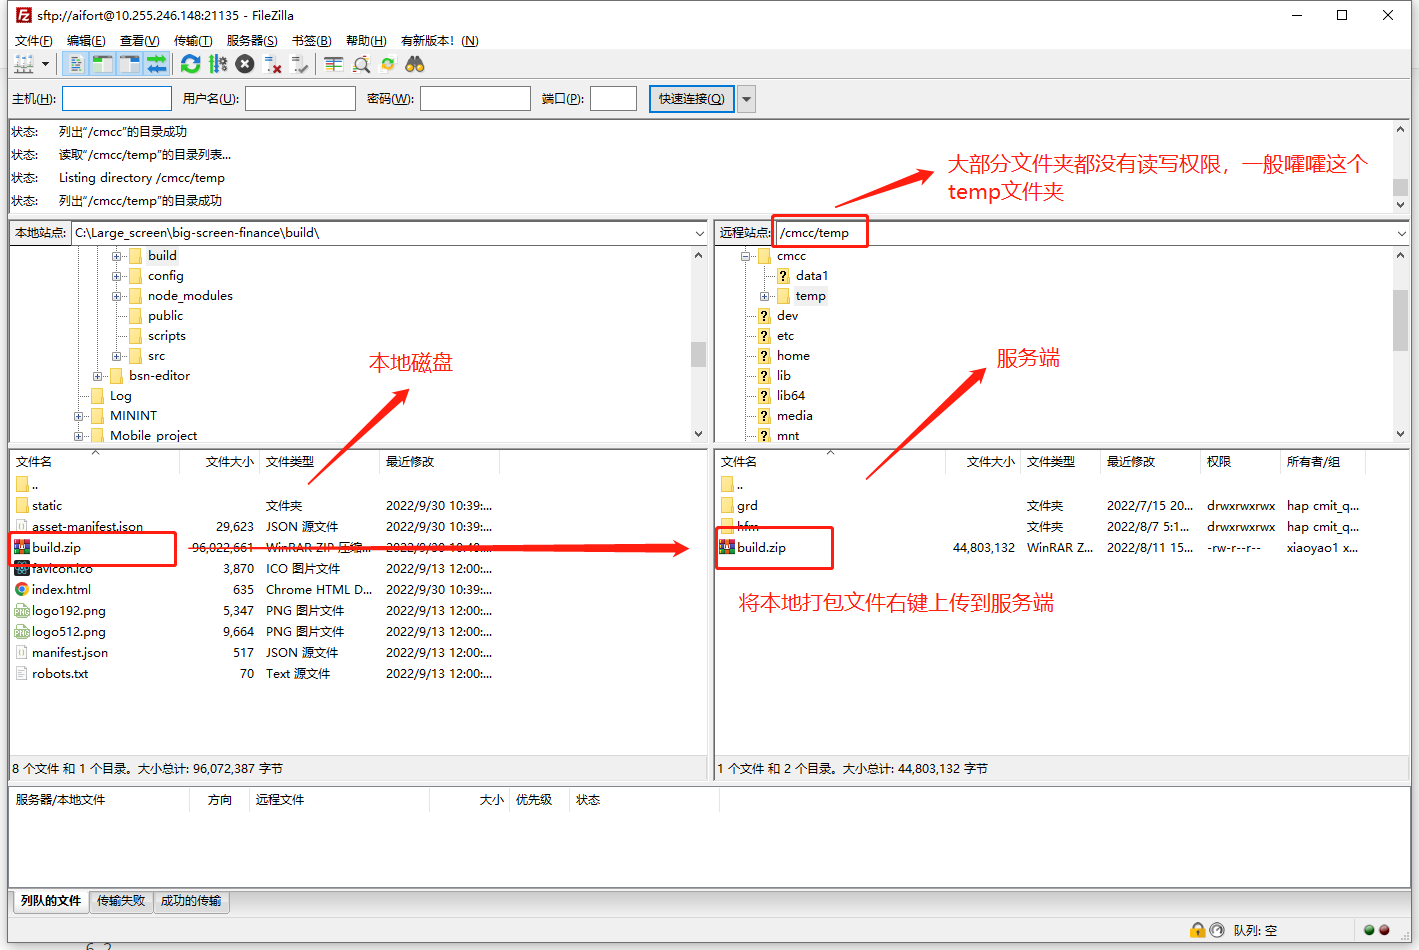 sftp://aifort@10.255.246.148:21135 - FileZilla
文件(F) 编辑(E) 查看(V) 传输(T) 服务器(S) 书签(B) 帮助(H) 有新版本! (N)
主机(H): 用户名(U): 密码(W): 端口(P): 快速连接(Q)
状态: 列出"/cmcc"的目录成功
状态: 读取"/cmcc/temp"的目录列表...
状态: Listing directory /cmcc/temp
状态: 列出"/cmcc/temp"的目录成功
大部分文件夹都没有读写权限，一般嚯嚯这个
temp文件夹
本地站点: C:\Large_screen\big-screen-finance\build\
build
config
node_modules
public
scripts
src
bsn-editor
Log
MININT
Mobile project
本地磁盘
远程站点: /cmcc/temp
cmcc
data1
temp
dev
etc
home
lib
lib64
media
mnt
服务端
文件名 文件大小 文件类型 最近修改
..
static 文件夹 2022/9/30 10:39:...
asset-manifest.json 29,623 JSON 源文件 2022/9/30 10:39:...
build.zip 96,022,661 WinRAR ZIP 压缩... 2022/9/30 10:40:...
favicon.ico 3,870 ICO 图片文件 2022/9/13 12:00:...
index.html 635 Chrome HTML D... 2022/9/30 10:39:...
logo192.png 5,347 PNG 图片文件 2022/9/13 12:00:...
logo512.png 9,664 PNG 图片文件 2022/9/13 12:00:...
manifest.json 517 JSON 源文件 2022/9/13 12:00:...
robots.txt 70 Text 源文件 2022/9/13 12:00:...
8 个文件 和 1 个目录。大小总计: 96,072,387 字节
文件名 文件大小 文件类型 最近修改 权限 所有者/组
..
grd 文件夹 2022/7/15 20... drwxrwxrwx hap cmit_q...
hfm 文件夹 2022/8/7 5:1... drwxrwxrwx hap cmit_q...
build.zip 44,803,132 WinRAR Z... 2022/8/11 15... -rw-r--r-- xiaoyao1 x...
将本地打包文件右键上传到服务端
1 个文件 和 2 个目录。大小总计: 44,803,132 字节
服务器/本地文件 方向 远程文件 大小 优先级 状态
列队的文件 传输失败 成功的传输
队列: 空